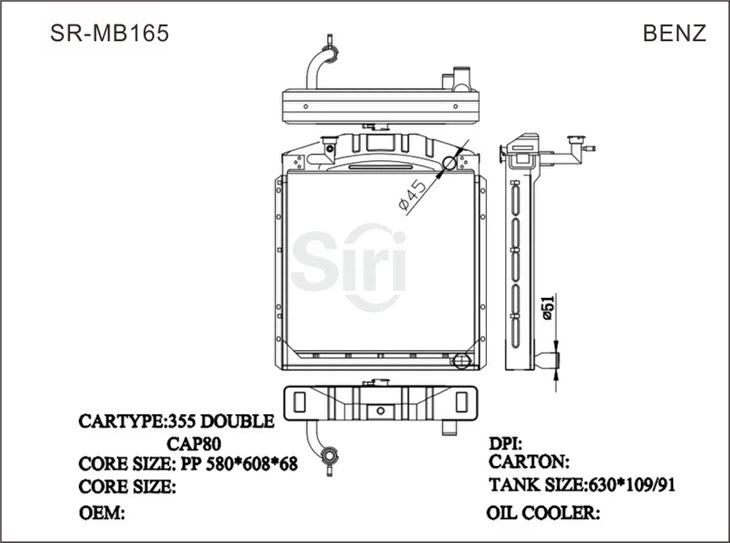 SR-MB165
BENZ
ø45
Siri
ø51
CARTYPE:355 DOUBLE
CAP80
CORE SIZE: PP 580*608*68
CORE SIZE:
OEM:
DPI:
CARTON:
TANK SIZE:630*109/91
OIL COOLER: